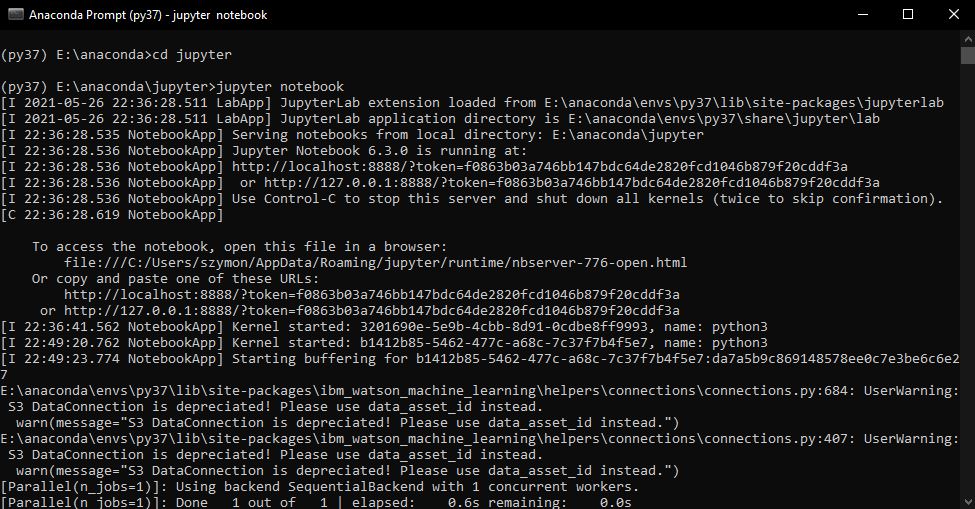 Anaconda Prompt (py37) - jupyter notebook
(py37) E:\anaconda>cd jupyter
(py37) E:\anaconda\jupyter>jupyter notebook
[I 2021-05-26 22:36:28.511 LabApp] JupyterLab extension loaded from E:\anaconda\envs\py37\lib\site-packages\jupyterlab
[I 2021-05-26 22:36:28.511 LabApp] JupyterLab application directory is E:\anaconda\envs\py37\share\jupyter\lab
[I 22:36:28.535 NotebookApp] Serving notebooks from local directory: E:\anaconda\jupyter
[I 22:36:28.536 NotebookApp] Jupyter Notebook 6.3.0 is running at:
[I 22:36:28.536 NotebookApp] http://localhost:8888/?token=f0863b03a746bb147bdc64de2820fcd1046b879f20cddf3a
[I 22:36:28.536 NotebookApp]  or http://127.0.0.1:8888/?token=f0863b03a746bb147bdc64de2820fcd1046b879f20cddf3a
[I 22:36:28.536 NotebookApp] Use Control-C to stop this server and shut down all kernels (twice to skip confirmation).
[C 22:36:28.619 NotebookApp]
To access the notebook, open this file in a browser:
file:///C:/Users/szymon/AppData/Roaming/jupyter/runtime/nbserver-776-open.html
Or copy and paste one of these URLs:
http://localhost:8888/?token=f0863b03a746bb147bdc64de2820fcd1046b879f20cddf3a
or http://127.0.0.1:8888/?token=f0863b03a746bb147bdc64de2820fcd1046b879f20cddf3a
[I 22:36:41.562 NotebookApp] Kernel started: 3201690e-5e9b-4cbb-8d91-0cdbe8ff9993, name: python3
[I 22:49:20.762 NotebookApp] Kernel started: b1412b85-5462-477c-a68c-7c37f7b4f5e7, name: python3
[I 22:49:23.774 NotebookApp] Starting buffering for b1412b85-5462-477c-a68c-7c37f7b4f5e7:da7a5b9c869148578ee0c7e3be6c6e2
7
E:\anaconda\envs\py37\lib\site-packages\ibm_watson_machine_learning\helpers\connections\connections.py:684: UserWarning:
S3 DataConnection is depreciated! Please use data_asset_id instead.
warn(message="S3 DataConnection is depreciated! Please use data_asset_id instead.")
E:\anaconda\envs\py37\lib\site-packages\ibm_watson_machine_learning\helpers\connections\connections.py:407: UserWarning:
S3 DataConnection is depreciated! Please use data_asset_id instead.
warn(message="S3 DataConnection is depreciated! Please use data_asset_id instead.")
[Parallel(n_jobs=1)]: Using backend SequentialBackend with 1 concurrent workers.
[Parallel(n_jobs=1)]: Done   1 out of   1 | elapsed:    0.6s remaining:    0.0s